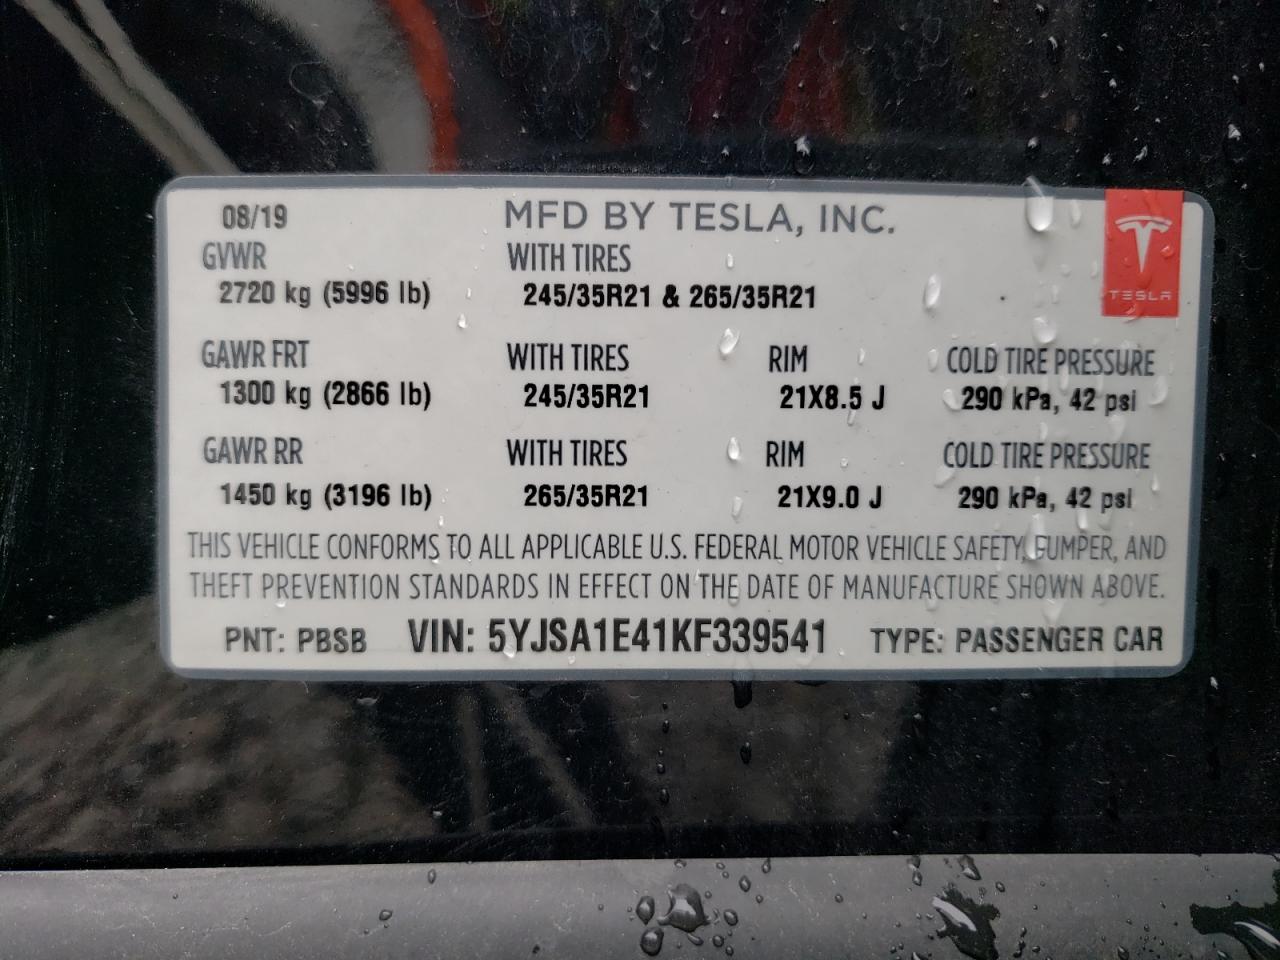 08/19 MFD BY TESLA, INC.
GVWR WITH TIRES
2720 kg (5996 lb) 245/35R21 & 265/35R21
TESLA
GAWR FRT WITH TIRES RIM COLD TIRE PRESSURE
1300 kg (2866 lb) 245/35R21 21X8.5 J 290 kPa, 42 psi
GAWR RR WITH TIRES RIM COLD TIRE PRESSURE
1450 kg (3196 lb) 265/35R21 21X9.0 J 290 kPa, 42 psi
THIS VEHICLE CONFORMS TO ALL APPLICABLE U.S. FEDERAL MOTOR VEHICLE SAFETY, BUMPER, AND
THEFT PREVENTION STANDARDS IN EFFECT ON THE DATE OF MANUFACTURE SHOWN ABOVE.
PNT: PBSB VIN: 5YJSA1E41KF339541 TYPE: PASSENGER CAR